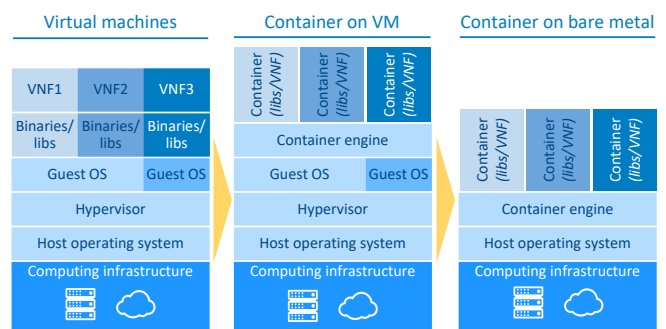 Virtual machines
VNF1
VNF2
VNF3
Binaries/
libs
Binaries/
libs
Binaries/
libs
Guest OS
Guest OS
Hypervisor
Host operating system
Computing infrastructure
Container on VM
Container
(libs/VNF)
Container
(libs/VNF)
Container
(libs/VNF)
Container engine
Guest OS
Guest OS
Hypervisor
Host operating system
Computing infrastructure
Container on bare metal
Container
(libs/VNF)
Container
(libs/VNF)
Container
(libs/VNF)
Container engine
Host operating system
Computing infrastructure